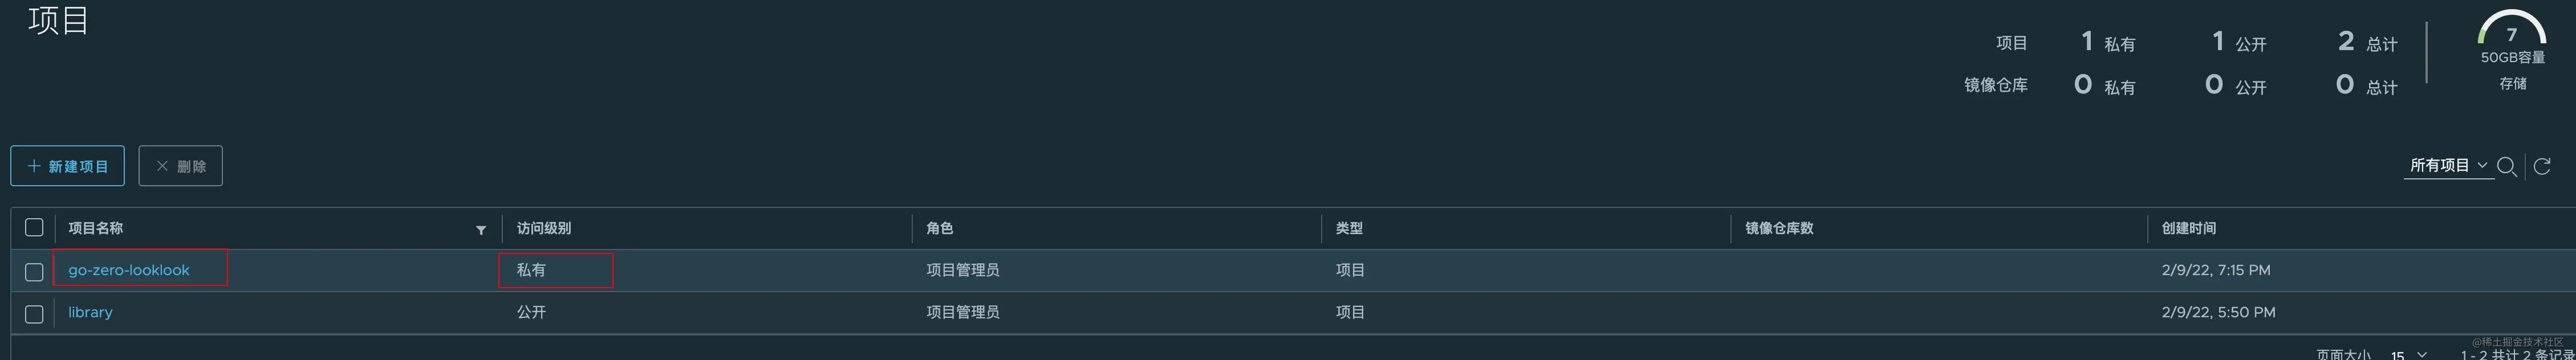 项目
项目 1 私有 1 公开 2 总计
镜像仓库 0 私有 0 公开 0 总计
7
50GB容量
存储
+ 新建项目 × 删除
所有项目
项目名称 访问级别 角色 类型 镜像仓库数 创建时间
go-zero-looklook 私有 项目管理员 项目 2/9/22, 7:15 PM
library 公开 项目管理员 项目 2/9/22, 5:50 PM
@稀土掘金技术社区
页面大小 15 1 - 2 共计 2 条记录